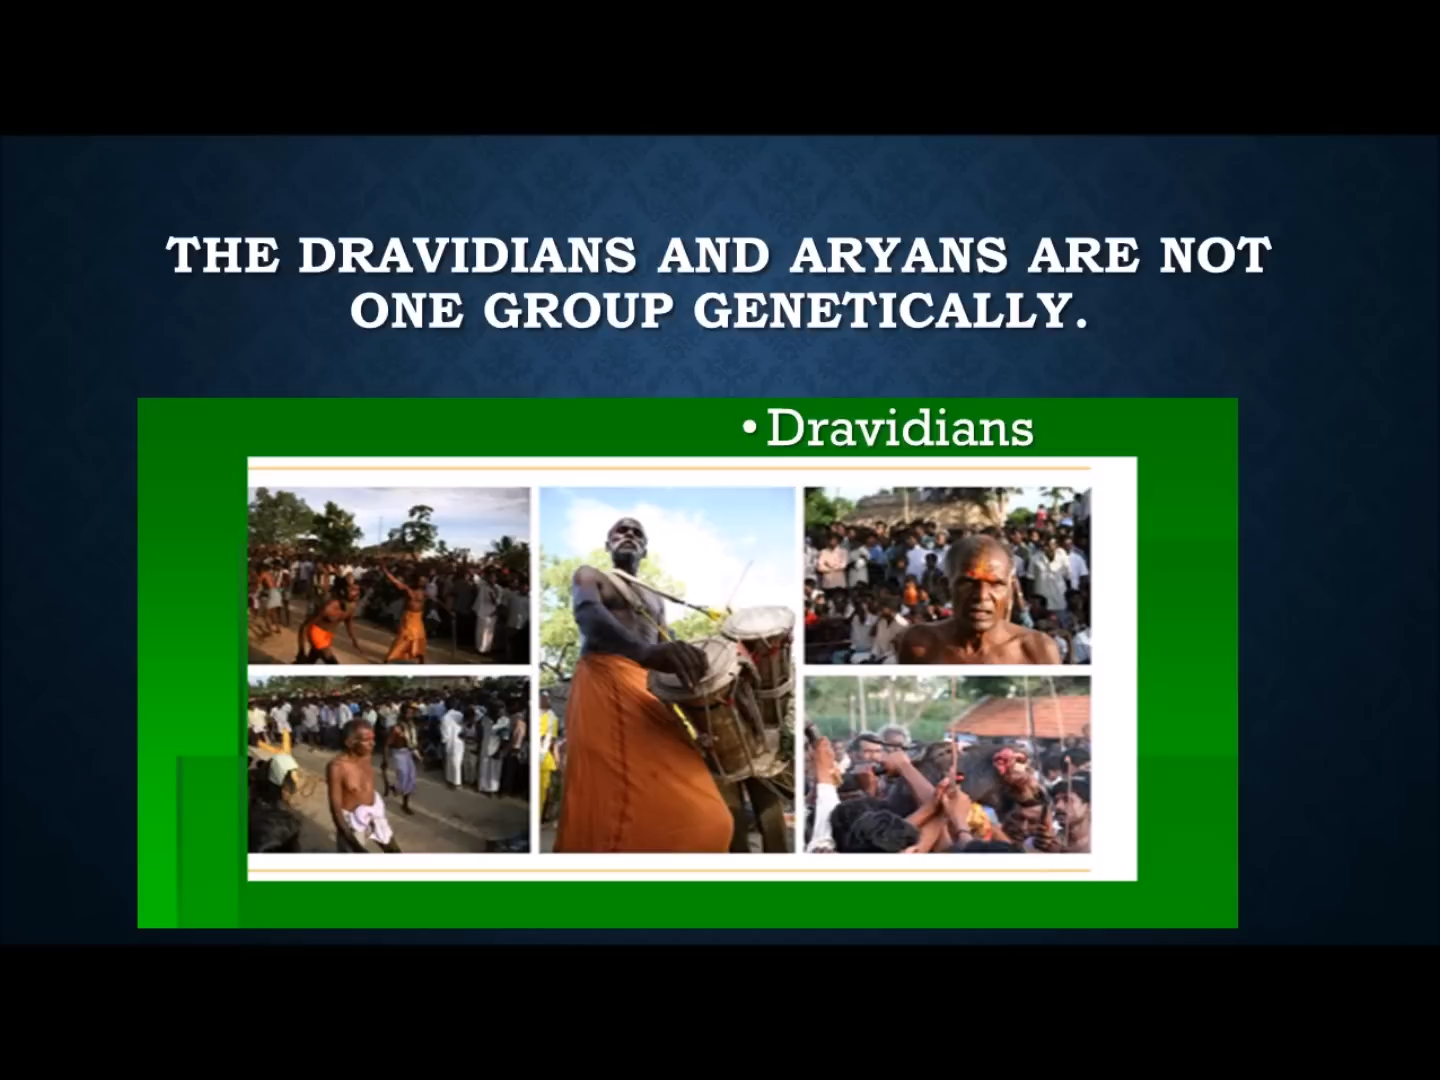 THE DRAVIDIANS AND ARYANS ARE NOT
ONE GROUP GENETICALLY.
• Dravidians